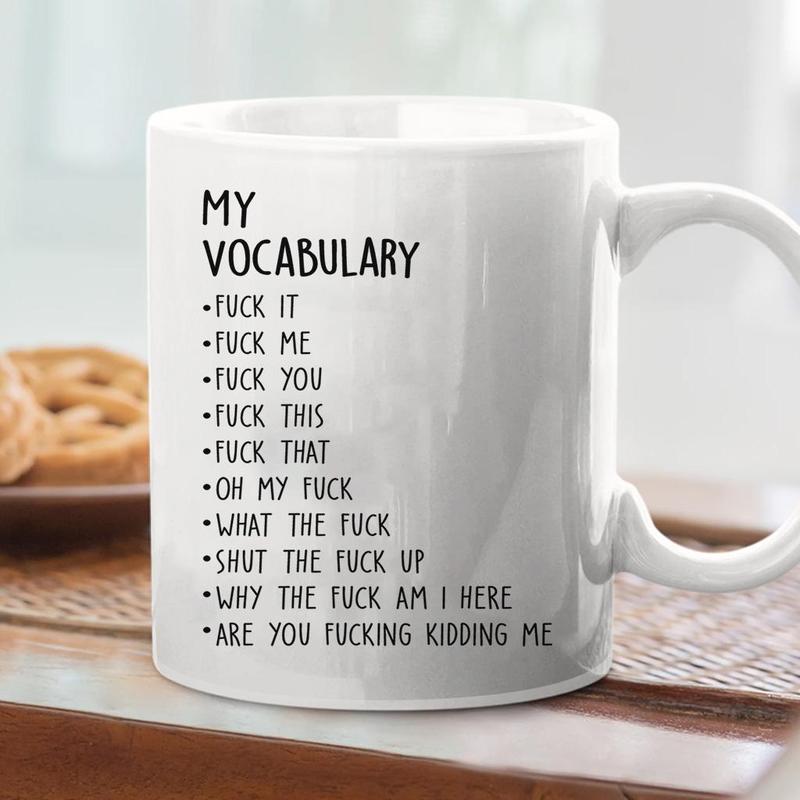 MY
VOCABULARY
•FUCK IT
•FUCK ME
•FUCK YOU
•FUCK THIS
•FUCK THAT
•OH MY FUCK
•WHAT THE FUCK
•SHUT THE FUCK UP
•WHY THE FUCK AM I HERE
•ARE YOU FUCKING KIDDING ME